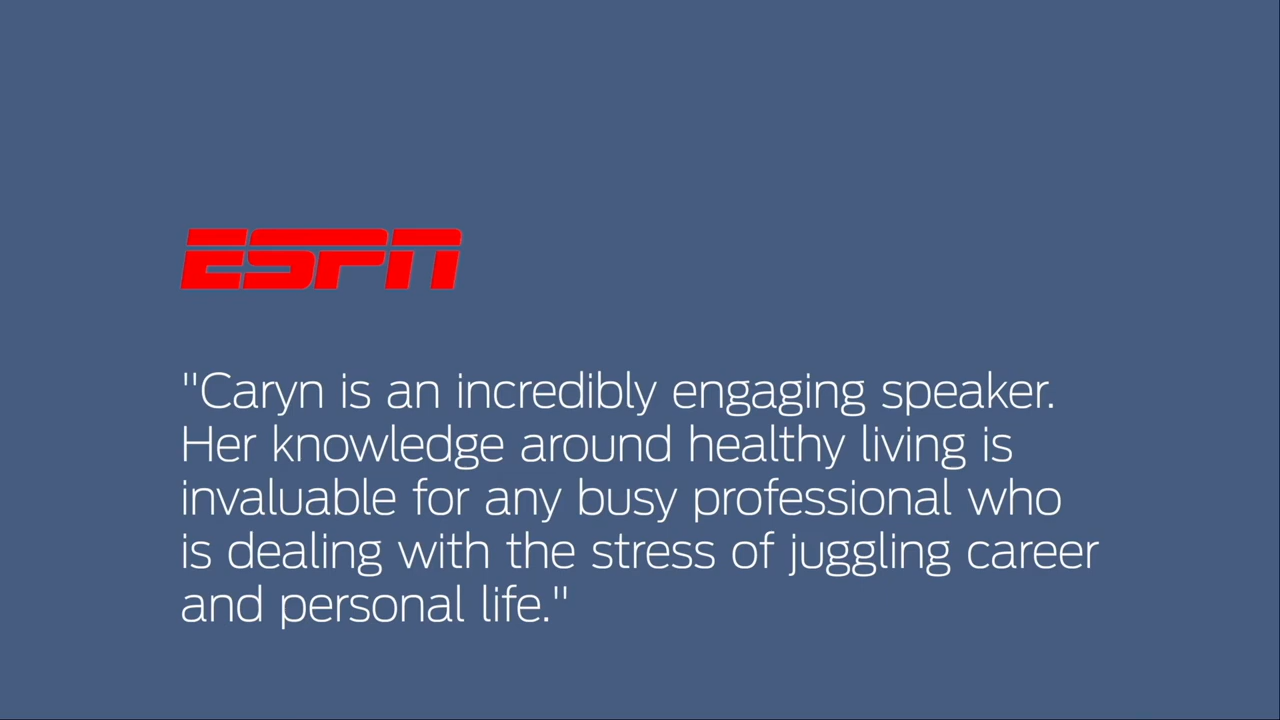 ESPN
"Caryn is an incredibly engaging speaker.
Her knowledge around healthy living is
invaluable for any busy professional who
is dealing with the stress of juggling career
and personal life."